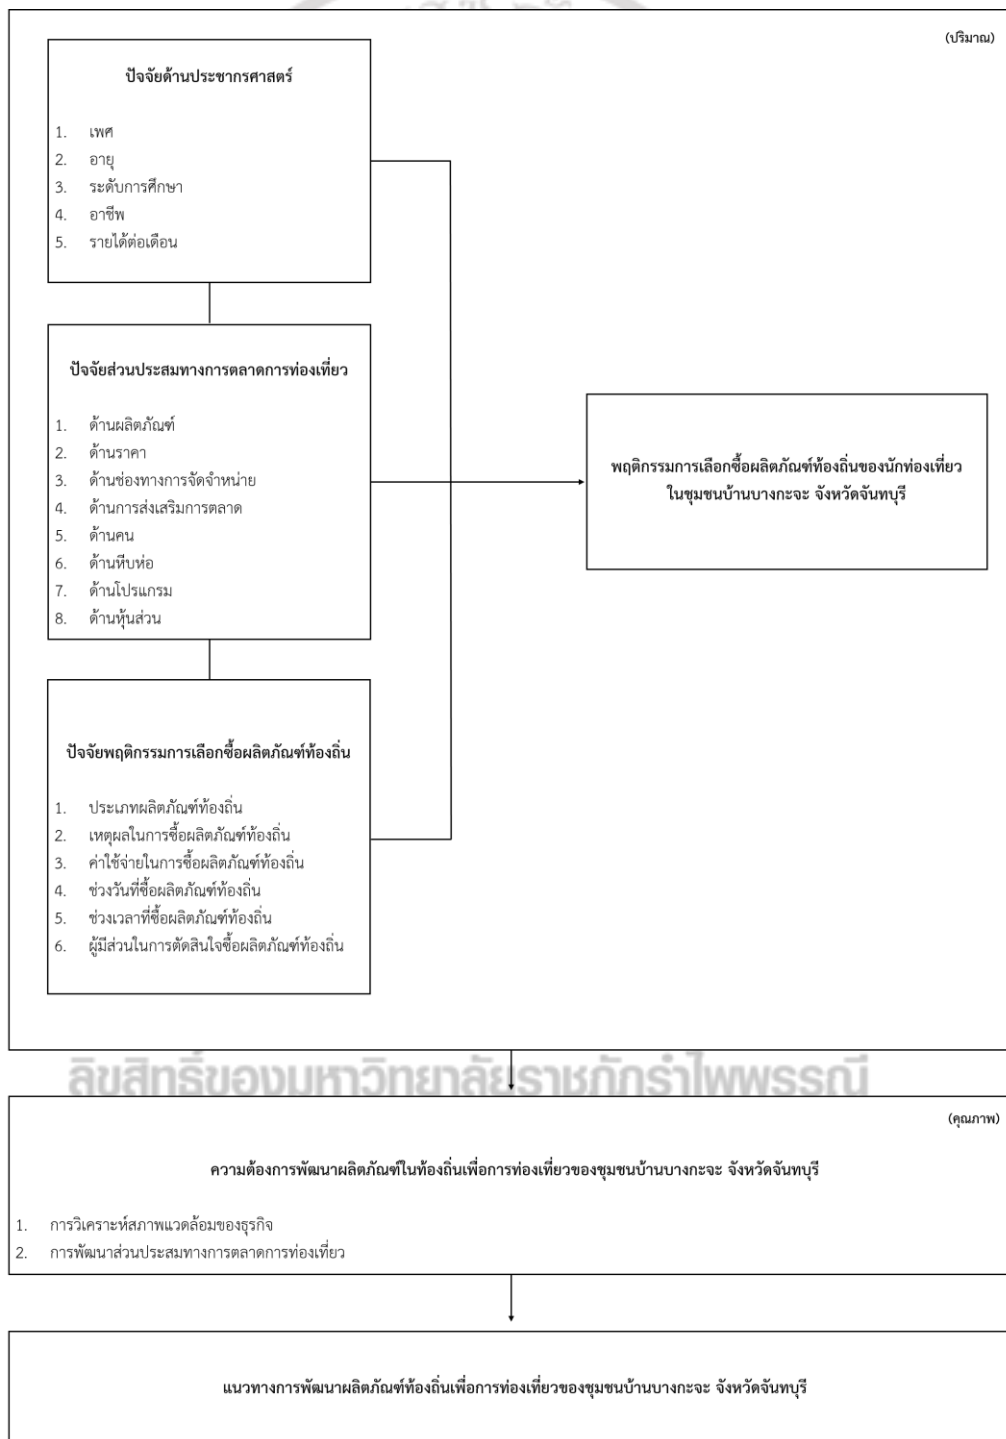 (ปริมาณ)
ปัจจัยด้านประชากรศาสตร์
1. เพศ
2. อายุ
3. ระดับการศึกษา
4. อาชีพ
5. รายได้ต่อเดือน
ปัจจัยส่วนประสมทางการตลาดการท่องเที่ยว
1. ด้านผลิตภัณฑ์
2. ด้านราคา
3. ด้านช่องทางการจัดจำหน่าย
4. ด้านการส่งเสริมการตลาด
5. ด้านคน
6. ด้านหีบห่อ
7. ด้านโปรแกรม
8. ด้านหุ้นส่วน
พฤติกรรมการเลือกซื้อผลิตภัณฑ์ท้องถิ่นของนักท่องเที่ยว
ในชุมชนบ้านบางกะจะ จังหวัดจันทบุรี
ปัจจัยพฤติกรรมการเลือกซื้อผลิตภัณฑ์ท้องถิ่น
1. ประเภทผลิตภัณฑ์ท้องถิ่น
2. เหตุผลในการซื้อผลิตภัณฑ์ท้องถิ่น
3. ค่าใช้จ่ายในการซื้อผลิตภัณฑ์ท้องถิ่น
4. ช่วงวันที่ซื้อผลิตภัณฑ์ท้องถิ่น
5. ช่วงเวลาที่ซื้อผลิตภัณฑ์ท้องถิ่น
6. ผู้มีส่วนในการตัดสินใจซื้อผลิตภัณฑ์ท้องถิ่น
ลิขสิทธิ์ของมหาวิทยาลัยราชภัฏรำไพพรรณี
(คุณภาพ)
ความต้องการพัฒนาผลิตภัณฑ์ในท้องถิ่นเพื่อการท่องเที่ยวของชุมชนบ้านบางกะจะ จังหวัดจันทบุรี
1. การวิเคราะห์สภาพแวดล้อมของธุรกิจ
2. การพัฒนาส่วนประสมทางการตลาดการท่องเที่ยว
แนวทางการพัฒนาผลิตภัณฑ์ท้องถิ่นเพื่อการท่องเที่ยวของชุมชนบ้านบางกะจะ จังหวัดจันทบุรี